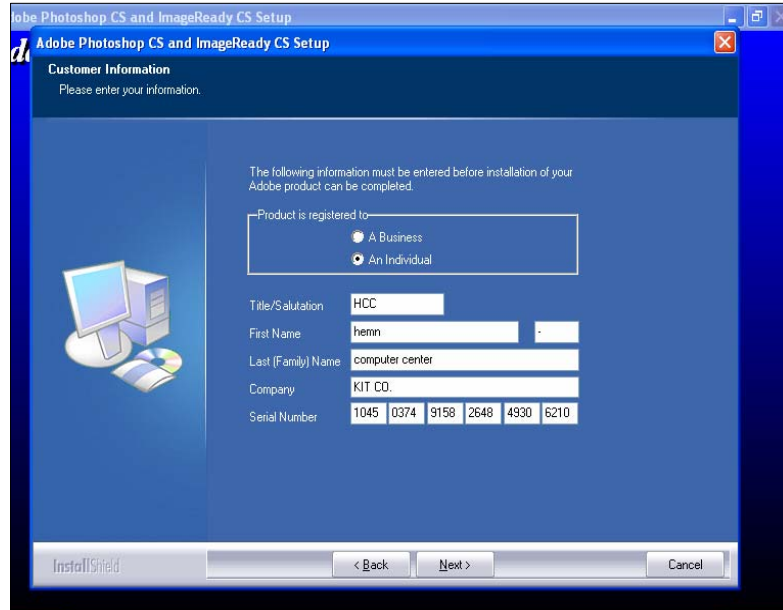 dobe Photoshop CS and ImageReady CS Setup
Adobe Photoshop CS and ImageReady CS Setup
Customer Information
Please enter your information.
The following information must be entered before installation of your
Adobe product can be completed.
Product is registered to
A Business
An Individual
Title/Salutation HCC
First Name hemn -
Last (Family) Name computer center
Company KIT CO.
Serial Number 1045 0374 9158 2648 4930 6210
InstallShield < Back Next > Cancel